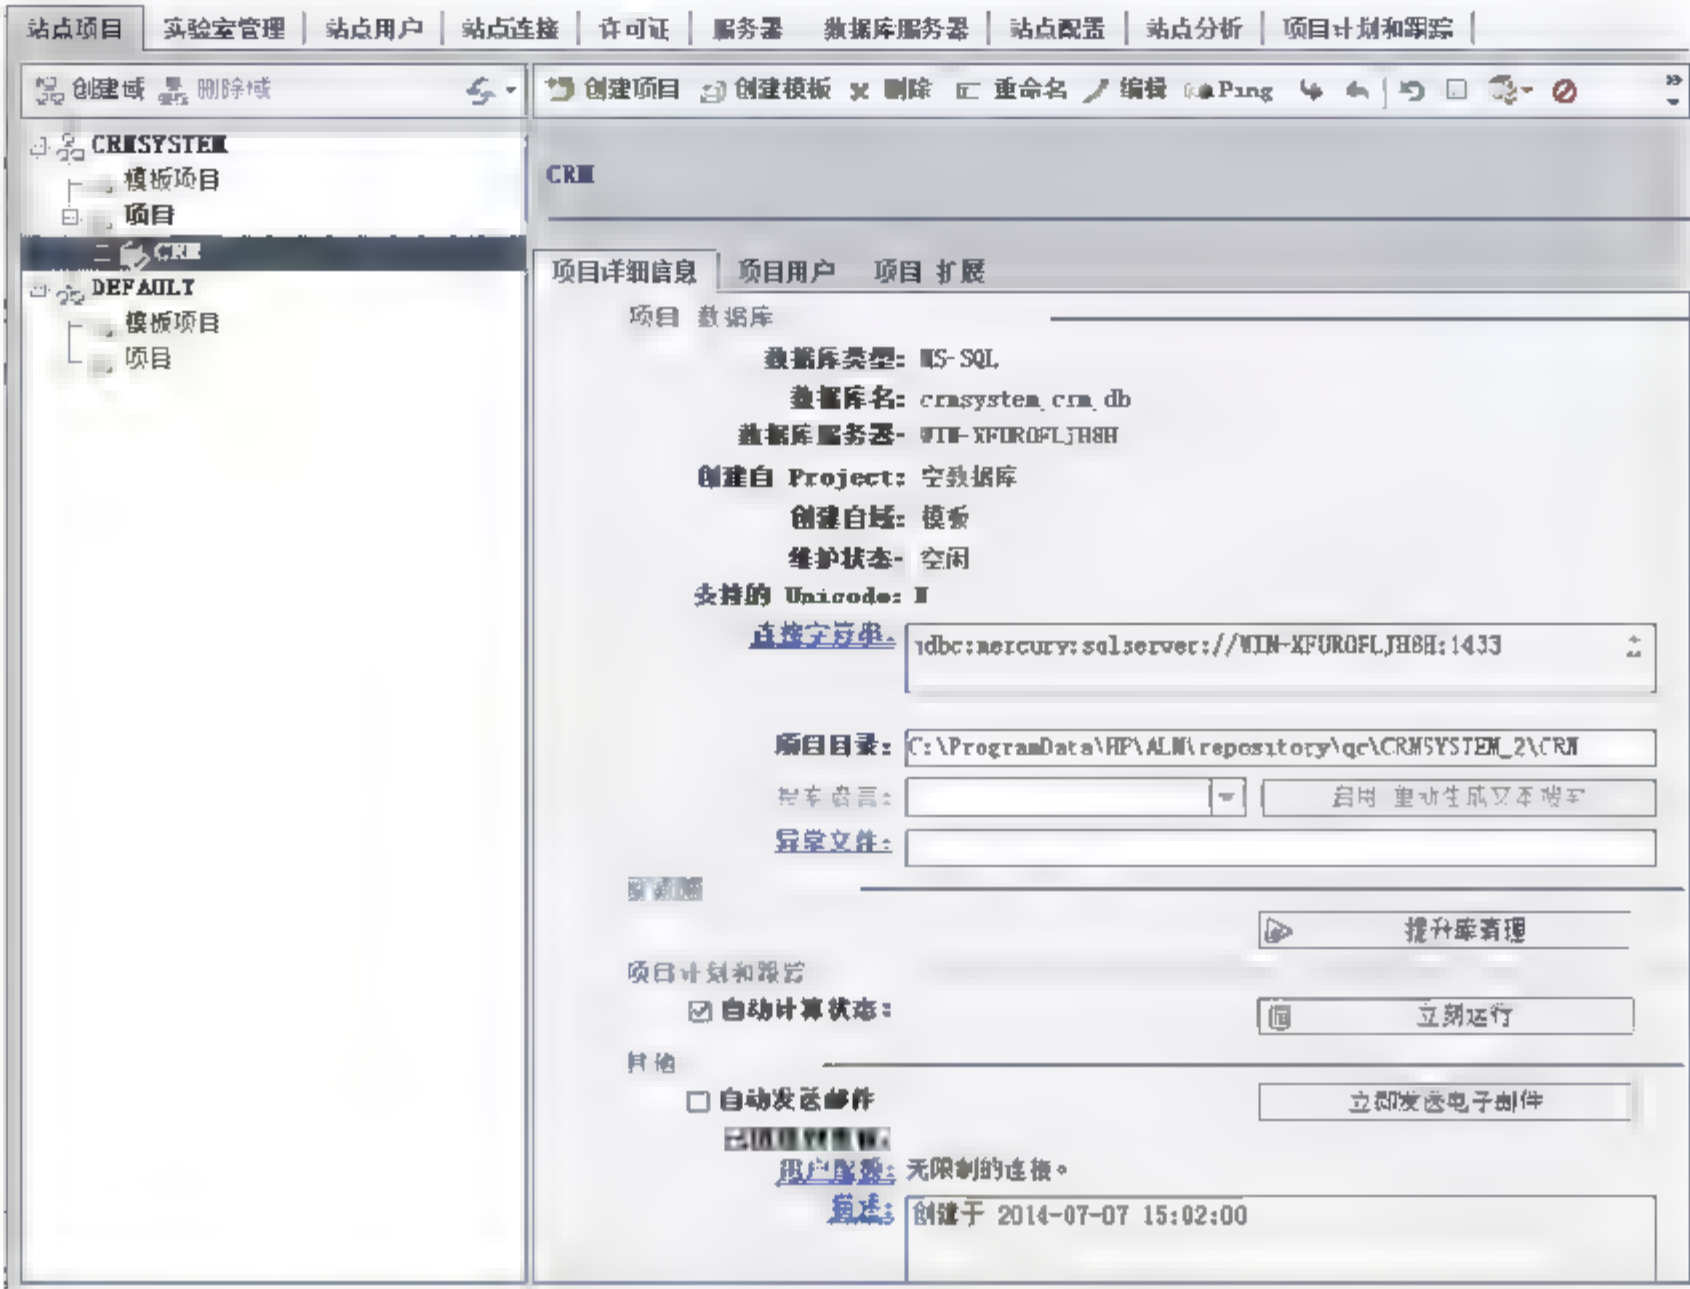 站点项目 实验室管理 站点用户 站点连接 许可证 服务器 数据库服务器 站点配置 站点分析 项目计划和跟踪
创建域 删除域 创建项目 创建模板 删除 重命名 编辑 Ping
CRMSYSTEM
模板项目
项目
CRM
DEFAULT
模板项目
项目
CRM
项目详细信息 项目用户 项目 扩展
项目 数据库
数据库类型: MS-SQL
数据库名: crmsystem_crm_db
数据库服务器:
创建自 Project: 空数据库
创建自域: 模板
维护状态: 空闲
支持的 Unicode: N
连接字符串:
jdbc:mercury:sqlserver://
项目目录: C:\ProgramData\HP\ALM\repository\qc\CRMSYSTEM_2\CRM
搜索语言:
异常文件:
提升库清理
项目计划和跟踪
自动计算状态: 立刻运行
其他
自动发送邮件 立即发送电子邮件
用户配额: 无限制的连接。
描述: 创建于 2014-07-07 15:02:00